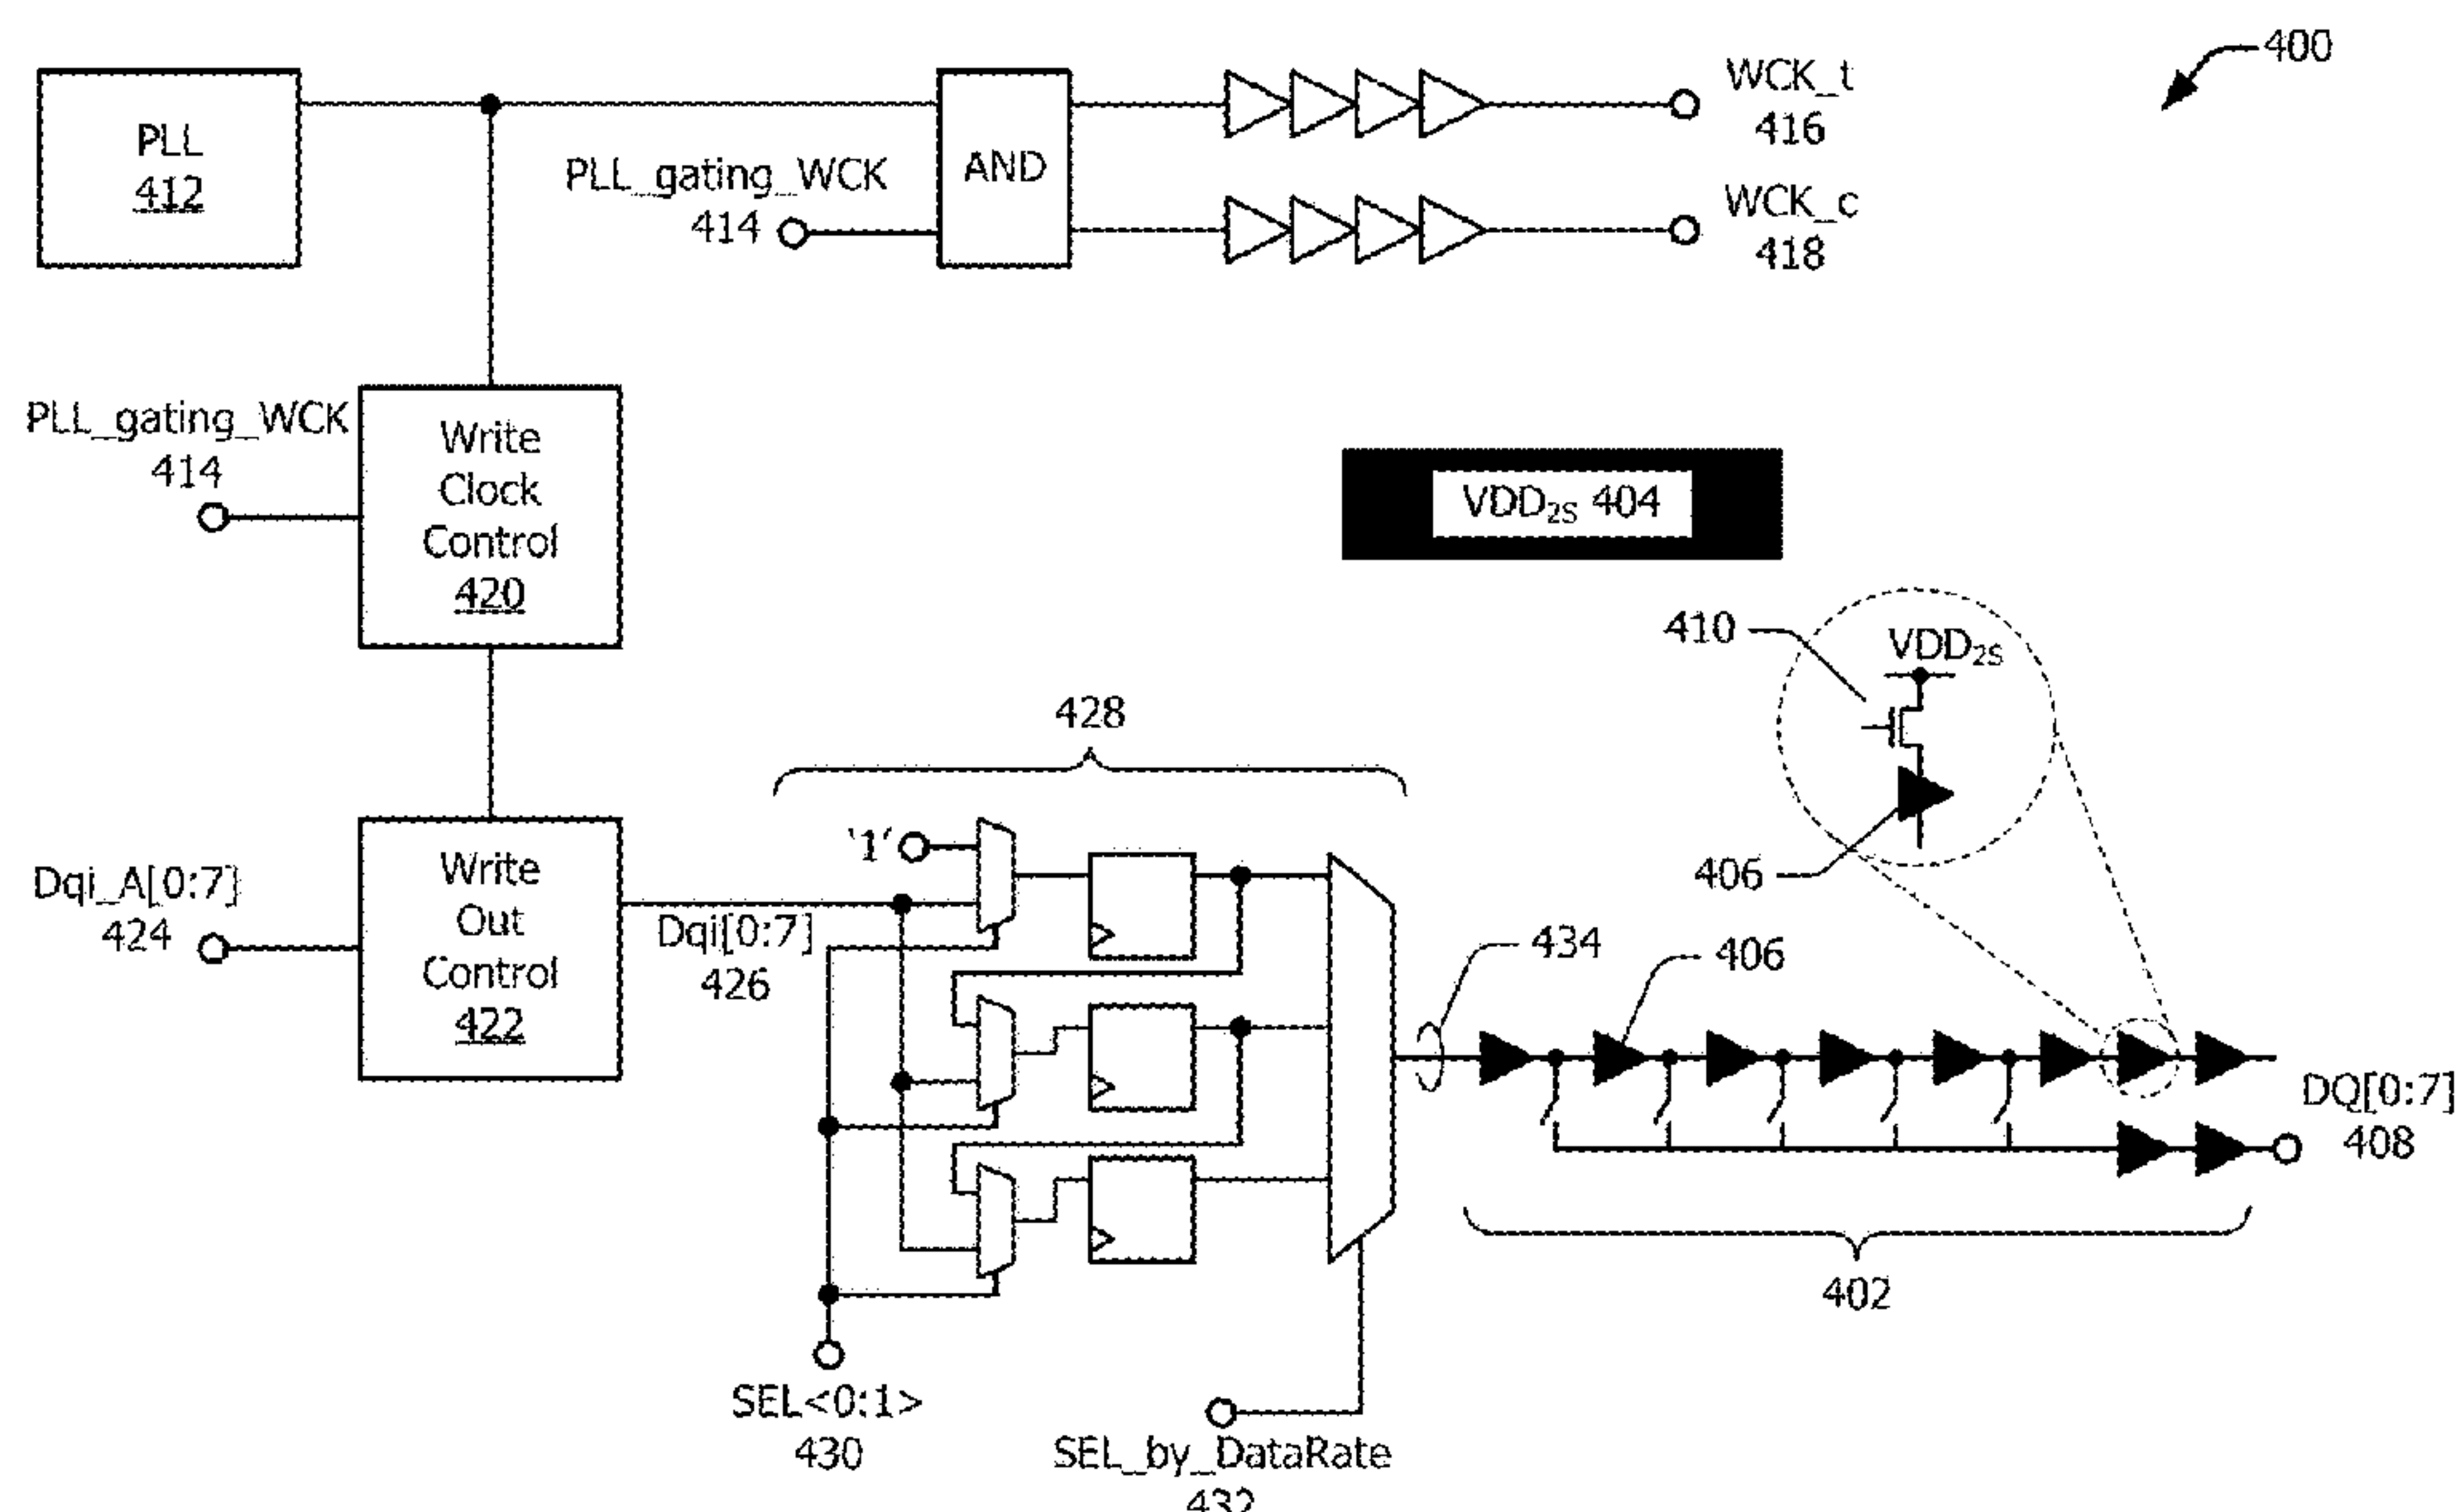 400
PLL
412
PLL_gating_WCK
414
AND
WCK_t
416
WCK_c
418
PLL_gating_WCK
414
Write
Clock
Control
420
VDD2S 404
410
VDD2S
406
428
Dqi_A[0:7]
424
Write
Out
Control
422
Dqi[0:7]
426
'1'
434
406
DQ[0:7]
408
402
SEL<0:1>
430
SEL_by_DataRate
432